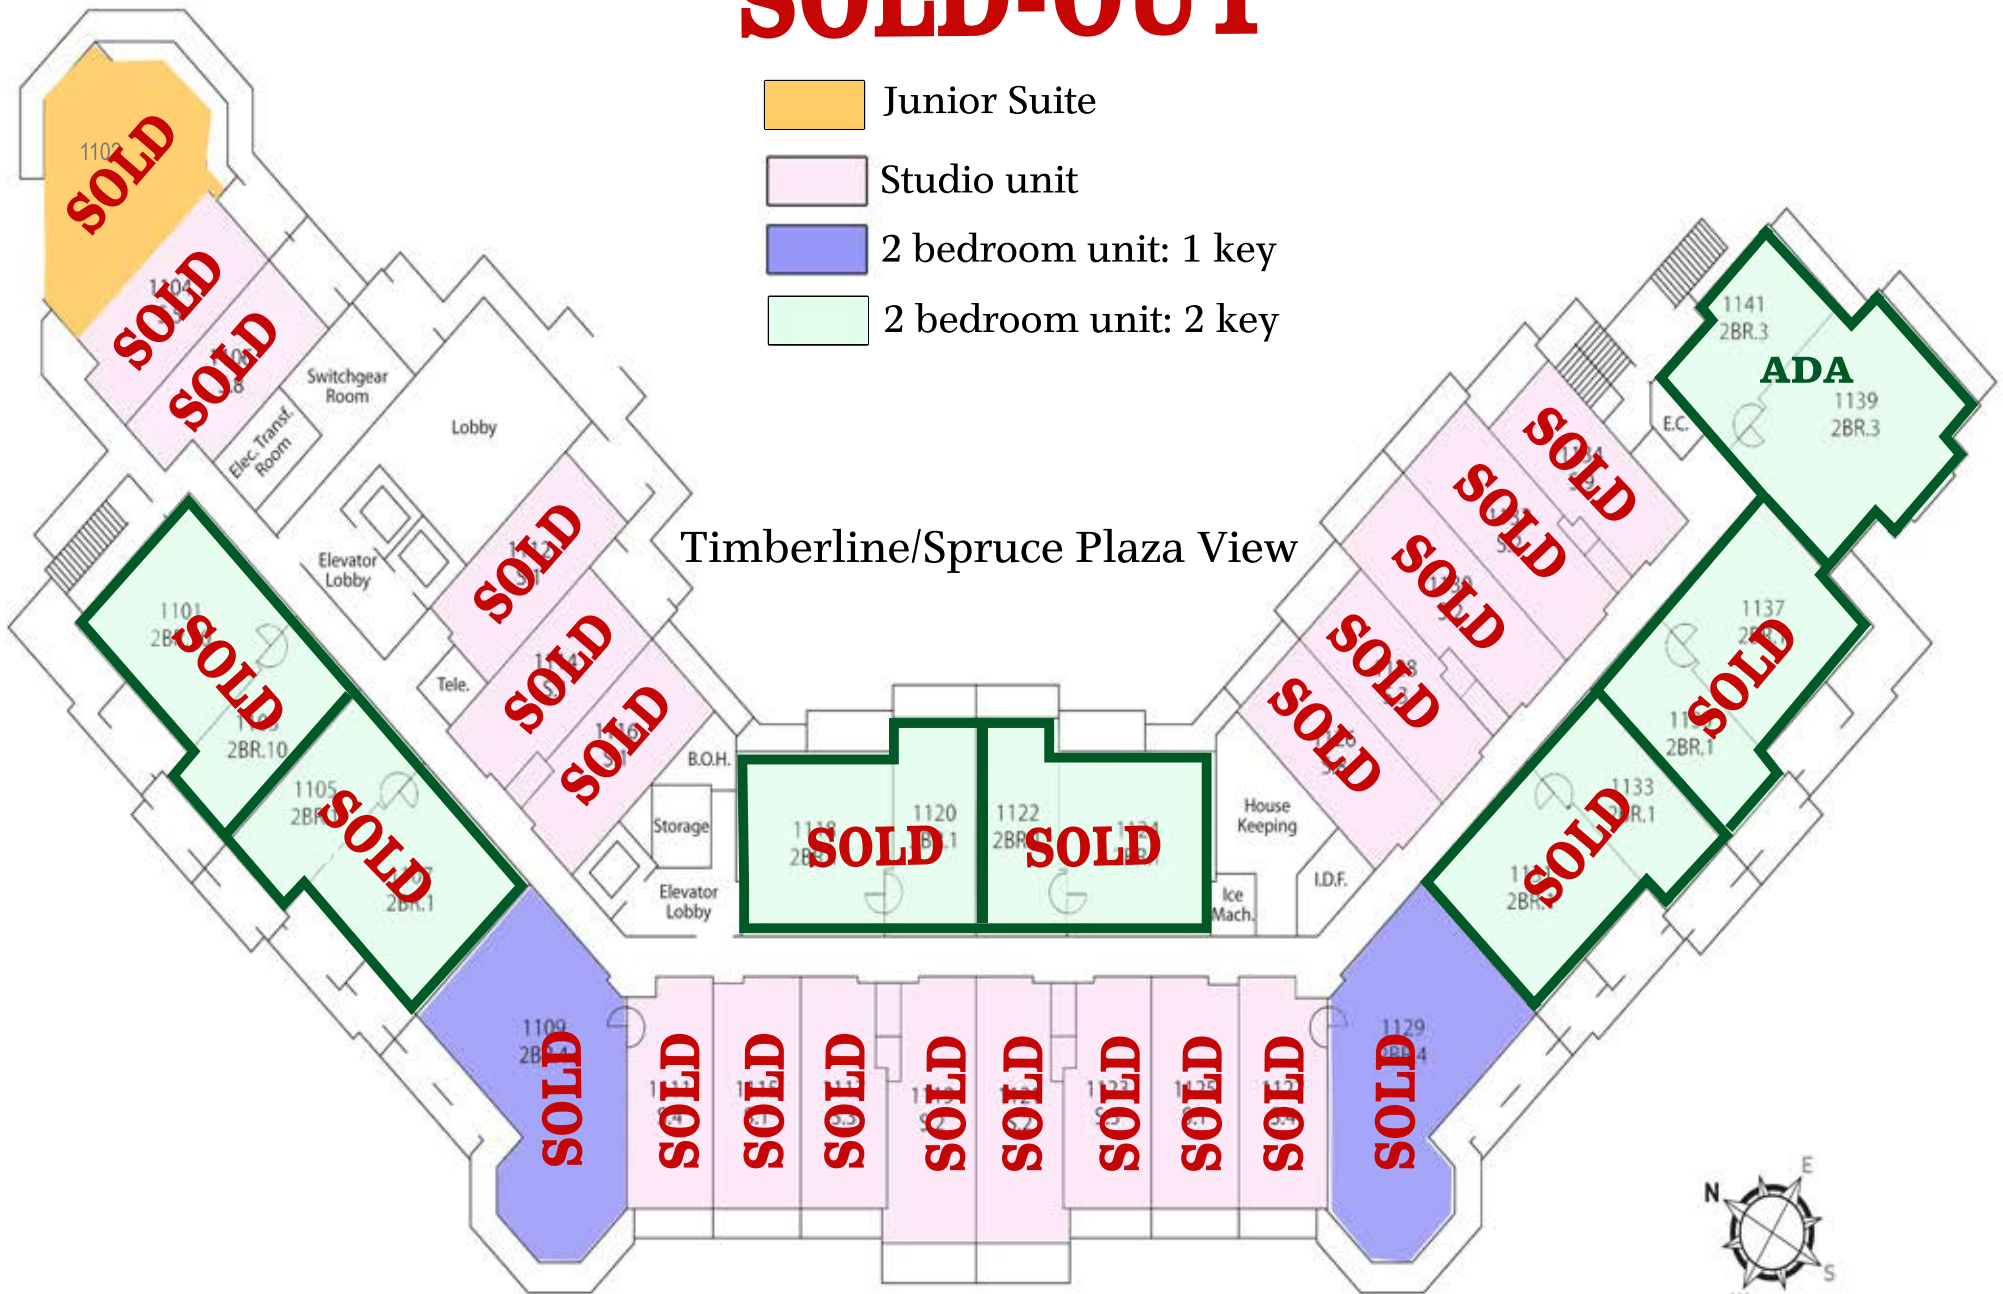 SOLD-OUT
Junior Suite
Studio unit
2 bedroom unit: 1 key
2 bedroom unit: 2 key
Timberline/Spruce Plaza View
SOLD
SOLD
SOLD
Switchgear
Room
Elec. Transf.
Room
Lobby
Elevator
Lobby
Tele.
SOLD
SOLD
SOLD
1101
SOLD
2BR.10
1105
SOLD
2BR.1
B.O.H.
Storage
Elevator
Lobby
1120
SOLD
1122
SOLD
House
Keeping
Ice
Mach.
I.D.F.
SOLD
SOLD
SOLD
SOLD
SOLD
E.C.
1141
2BR.3
ADA
1139
2BR.3
1137
SOLD
2BR.1
1133
SOLD
1109
SOLD
SOLD
SOLD
SOLD
SOLD
SOLD
SOLD
SOLD
SOLD
1129
SOLD
N
E
S